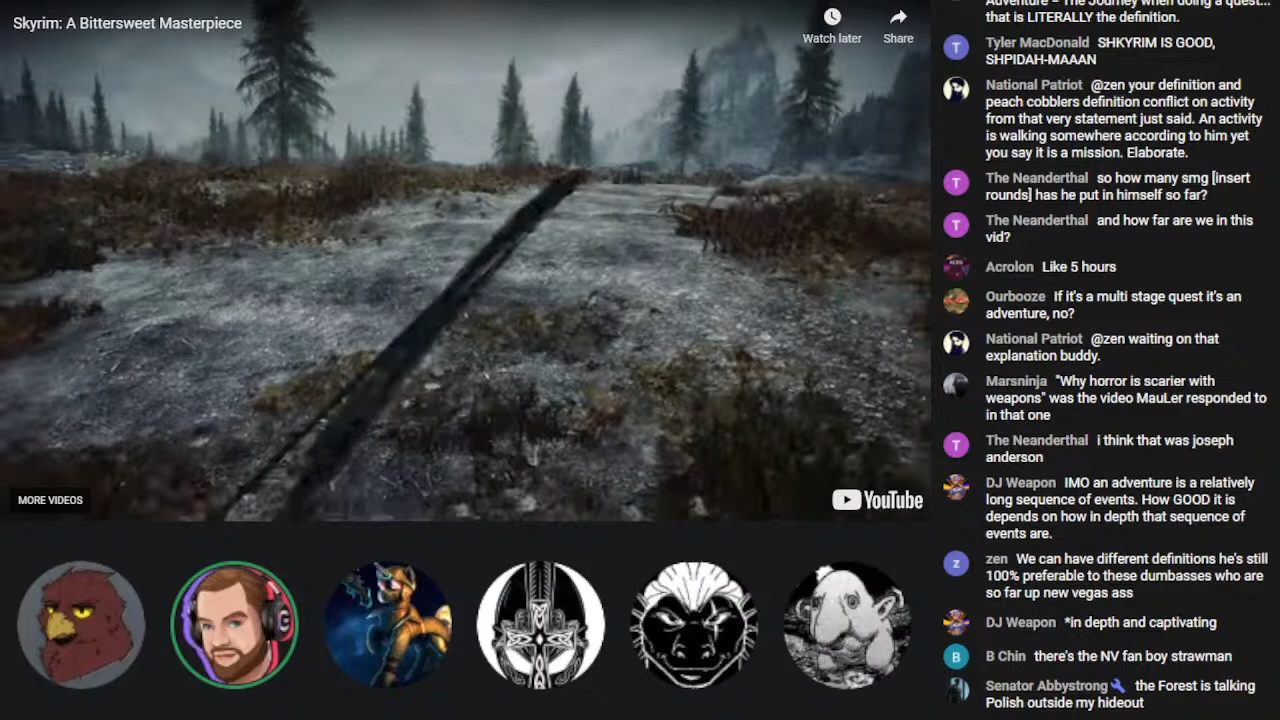 Skyrim: A Bittersweet Masterpiece
Watch later
Share
MORE VIDEOS
YouTube
Adventure = The Journey when doing a quest...
that is LITERALLY the definition.
T
Tyler MacDonald SHKYRIM IS GOOD,
SHPIDAH-MAAAN
National Patriot @zen your definition and
peach cobblers definition conflict on activity
from that very statement just said. An activity
is walking somewhere according to him yet
you say it is a mission. Elaborate.
T
The Neanderthal so how many smg [insert
rounds] has he put in himself so far?
T
The Neanderthal and how far are we in this
vid?
Acrolon Like 5 hours
Ourbooze If it's a multi stage quest it's an
adventure, no?
National Patriot @zen waiting on that
explanation buddy.
Marsninja "Why horror is scarier with
weapons" was the video MauLer responded to
in that one
T
The Neanderthal i think that was joseph
anderson
DJ Weapon IMO an adventure is a relatively
long sequence of events. How GOOD it is
depends on how in depth that sequence of
events are.
z
zen We can have different definitions he's still
100% preferable to these dumbasses who are
so far up new vegas ass
DJ Weapon *in depth and captivating
B
B Chin there's the NV fan boy strawman
Senator Abbystrong the Forest is talking
Polish outside my hideout